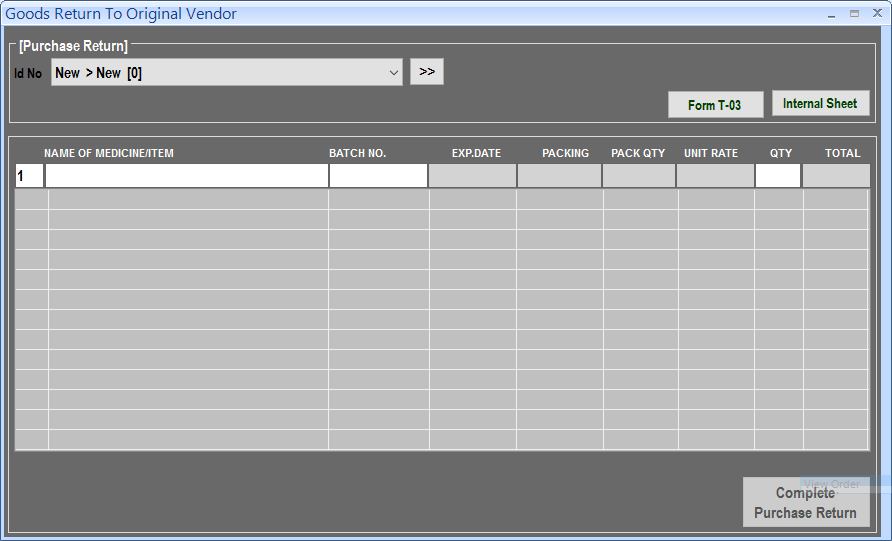 Goods Return To Original Vendor
[Purchase Return]
Id No New > New [0] >>
Form T-03 Internal Sheet
NAME OF MEDICINE/ITEM BATCH NO. EXP.DATE PACKING PACK QTY UNIT RATE QTY TOTAL
1
View Order
Complete
Purchase Return